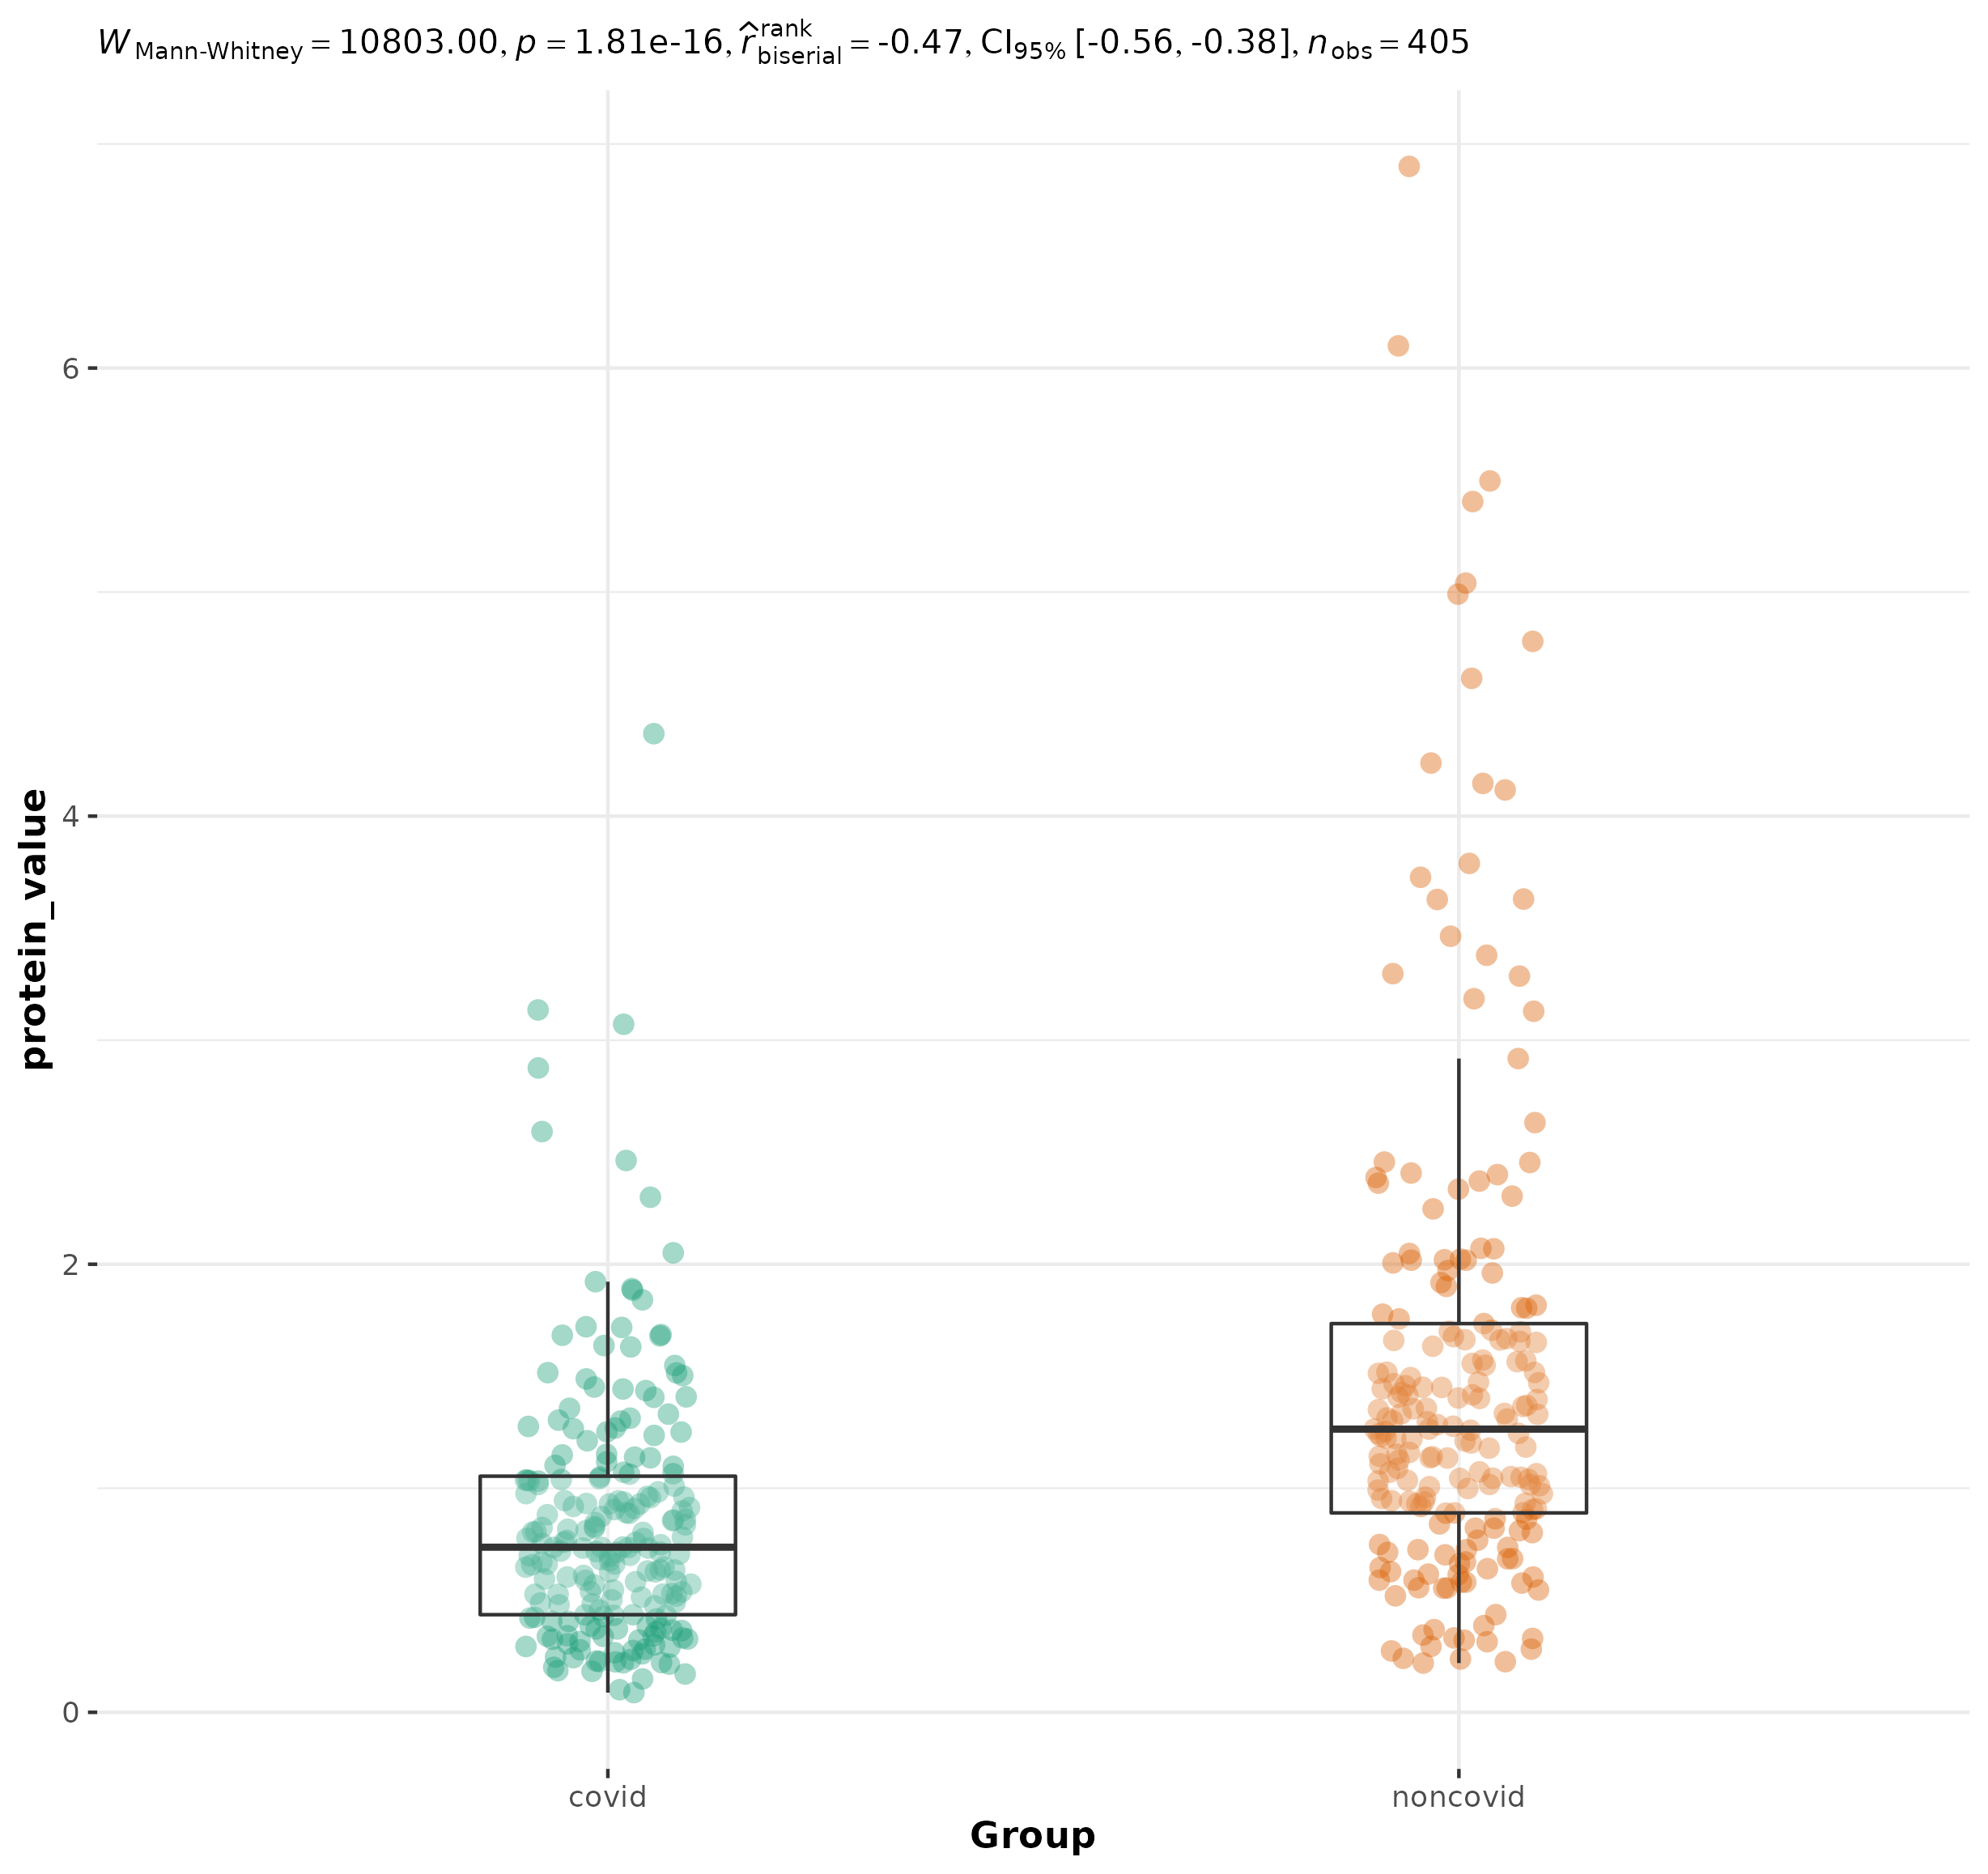 W Mann-Whitney = 10803.00, p = 1.81e-16, r̂ rank biserial = -0.47, CI95% [-0.56, -0.38], n obs = 405
6
4
2
0
protein_value
covid noncovid
Group